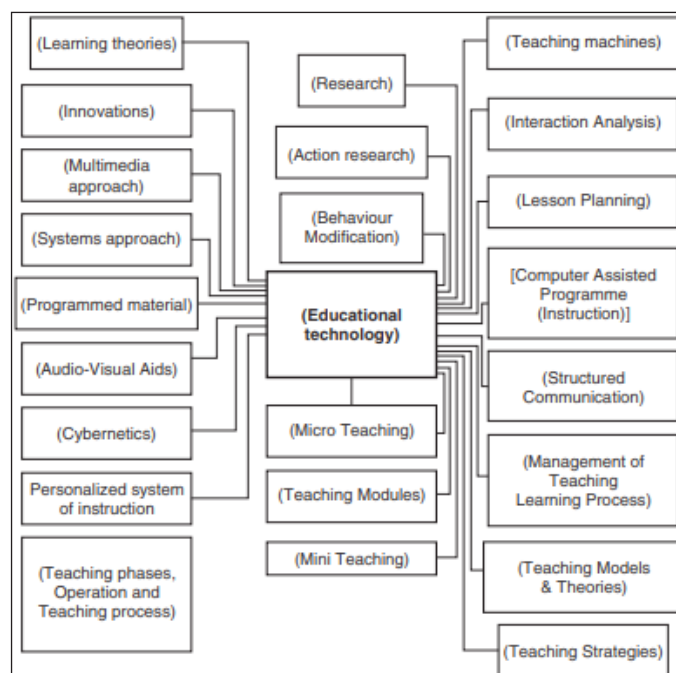 (Learning theories)
(Innovations)
(Multimedia
approach)
(Systems approach)
(Programmed material)
(Audio-Visual Aids)
(Cybernetics)
Personalized system
of instruction
(Teaching phases,
Operation and
Teaching process)
(Research)
(Action research)
(Behaviour
Modification)
(Educational
technology)
(Micro Teaching)
(Teaching Modules)
(Mini Teaching)
(Teaching machines)
(Interaction Analysis)
(Lesson Planning)
[Computer Assisted
Programme
(Instruction)]
(Structured
Communication)
(Management of
Teaching
Learning Process)
(Teaching Models
& Theories)
(Teaching Strategies)